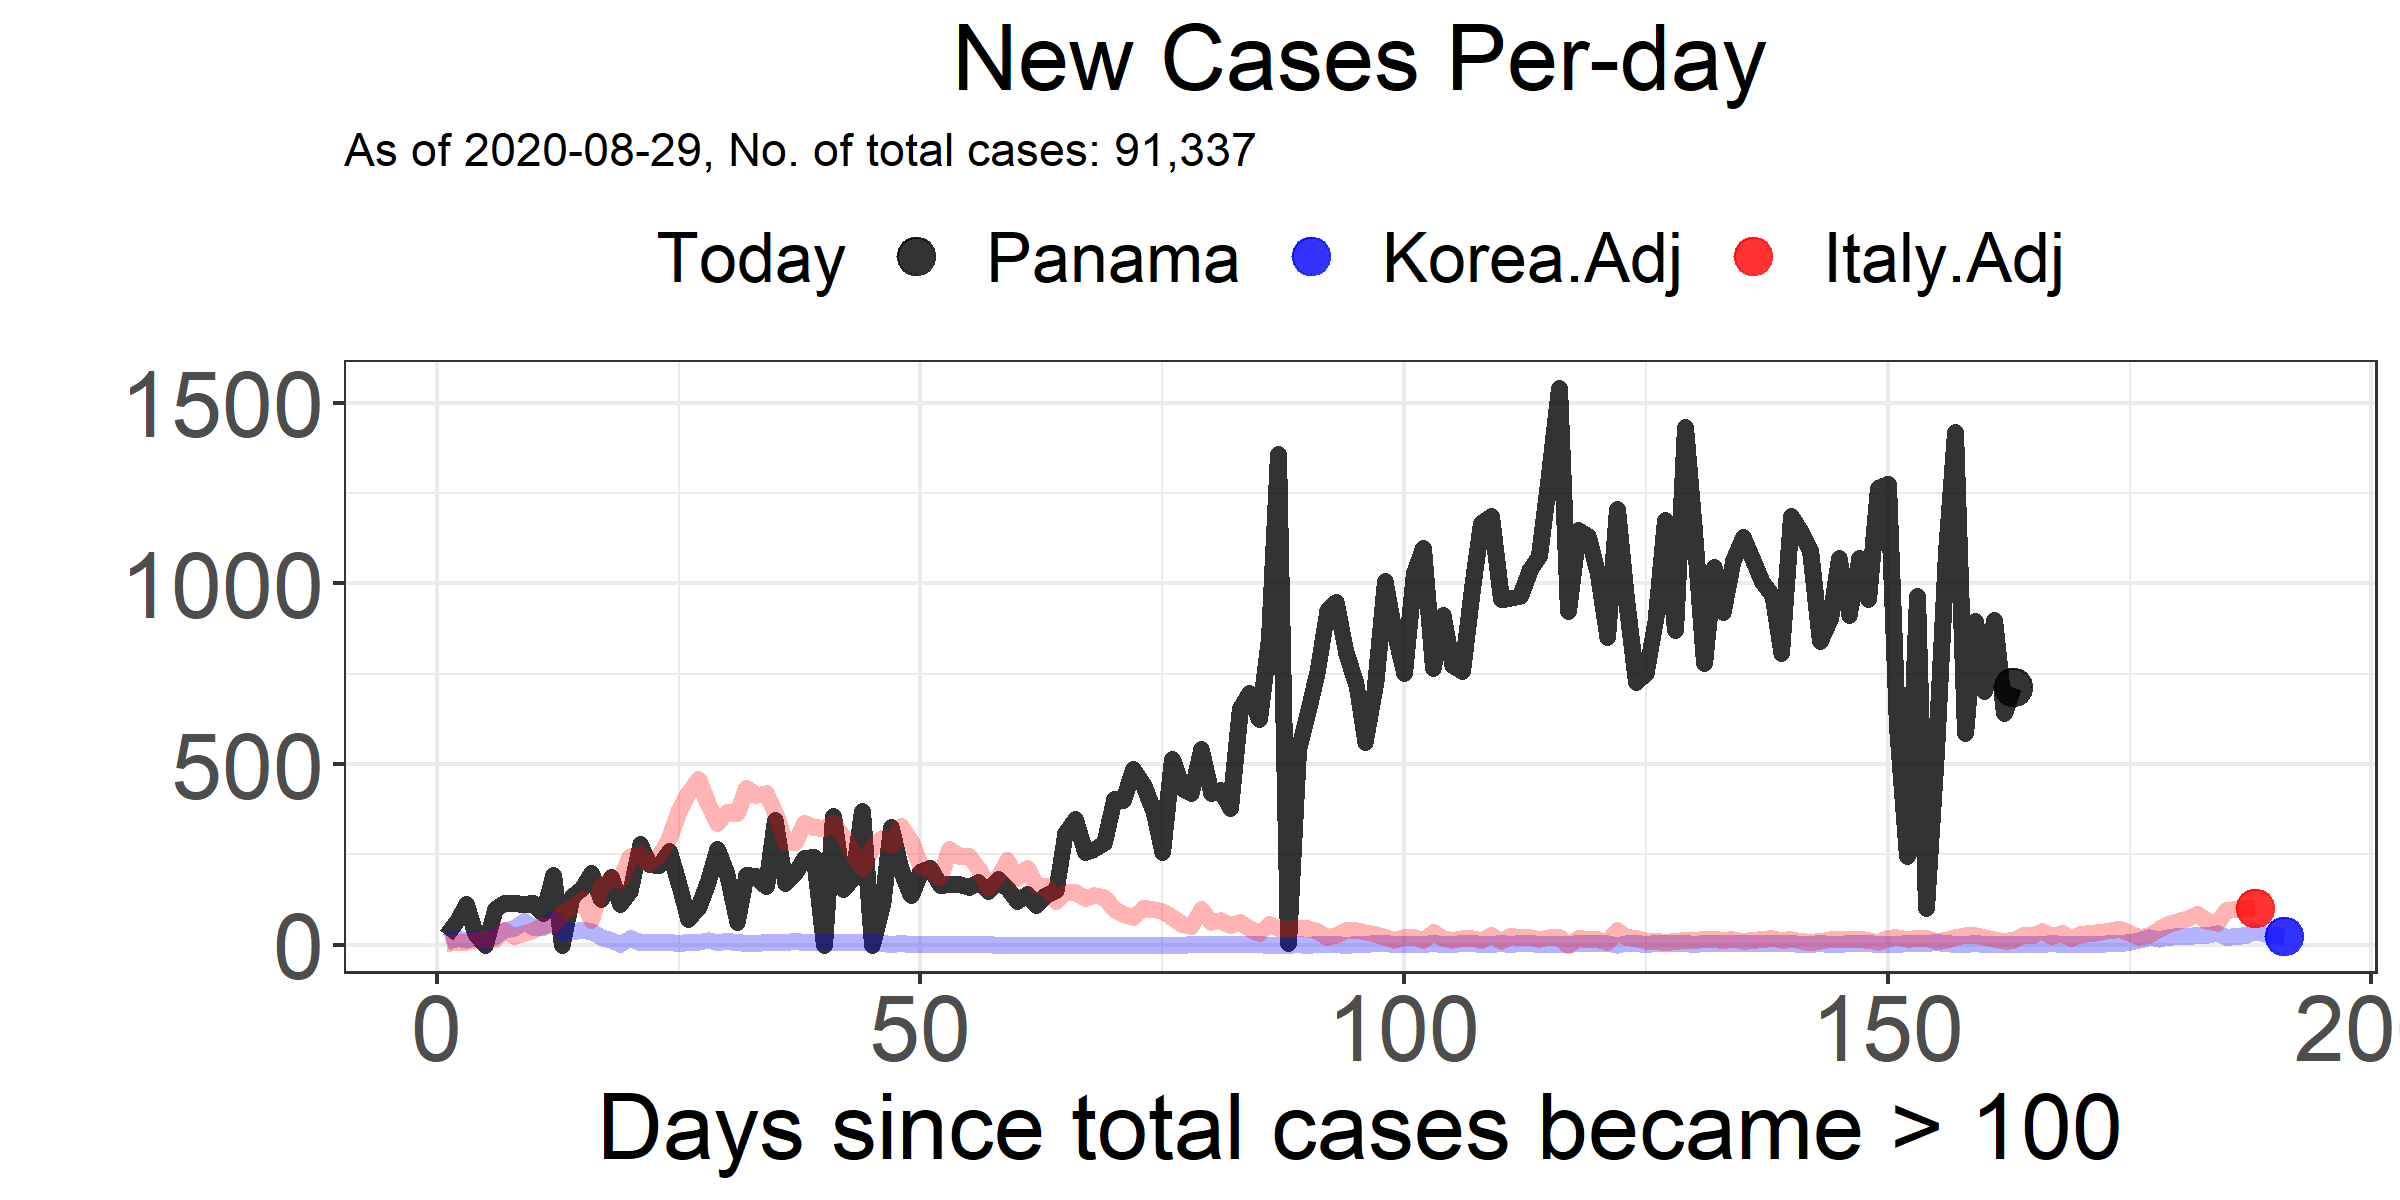 New Cases Per-day
As of 2020-08-29, No. of total cases: 91,337
Today Panama Korea.Adj Italy.Adj
1500
1000
500
0
0 50 100 150 20
Days since total cases became > 100